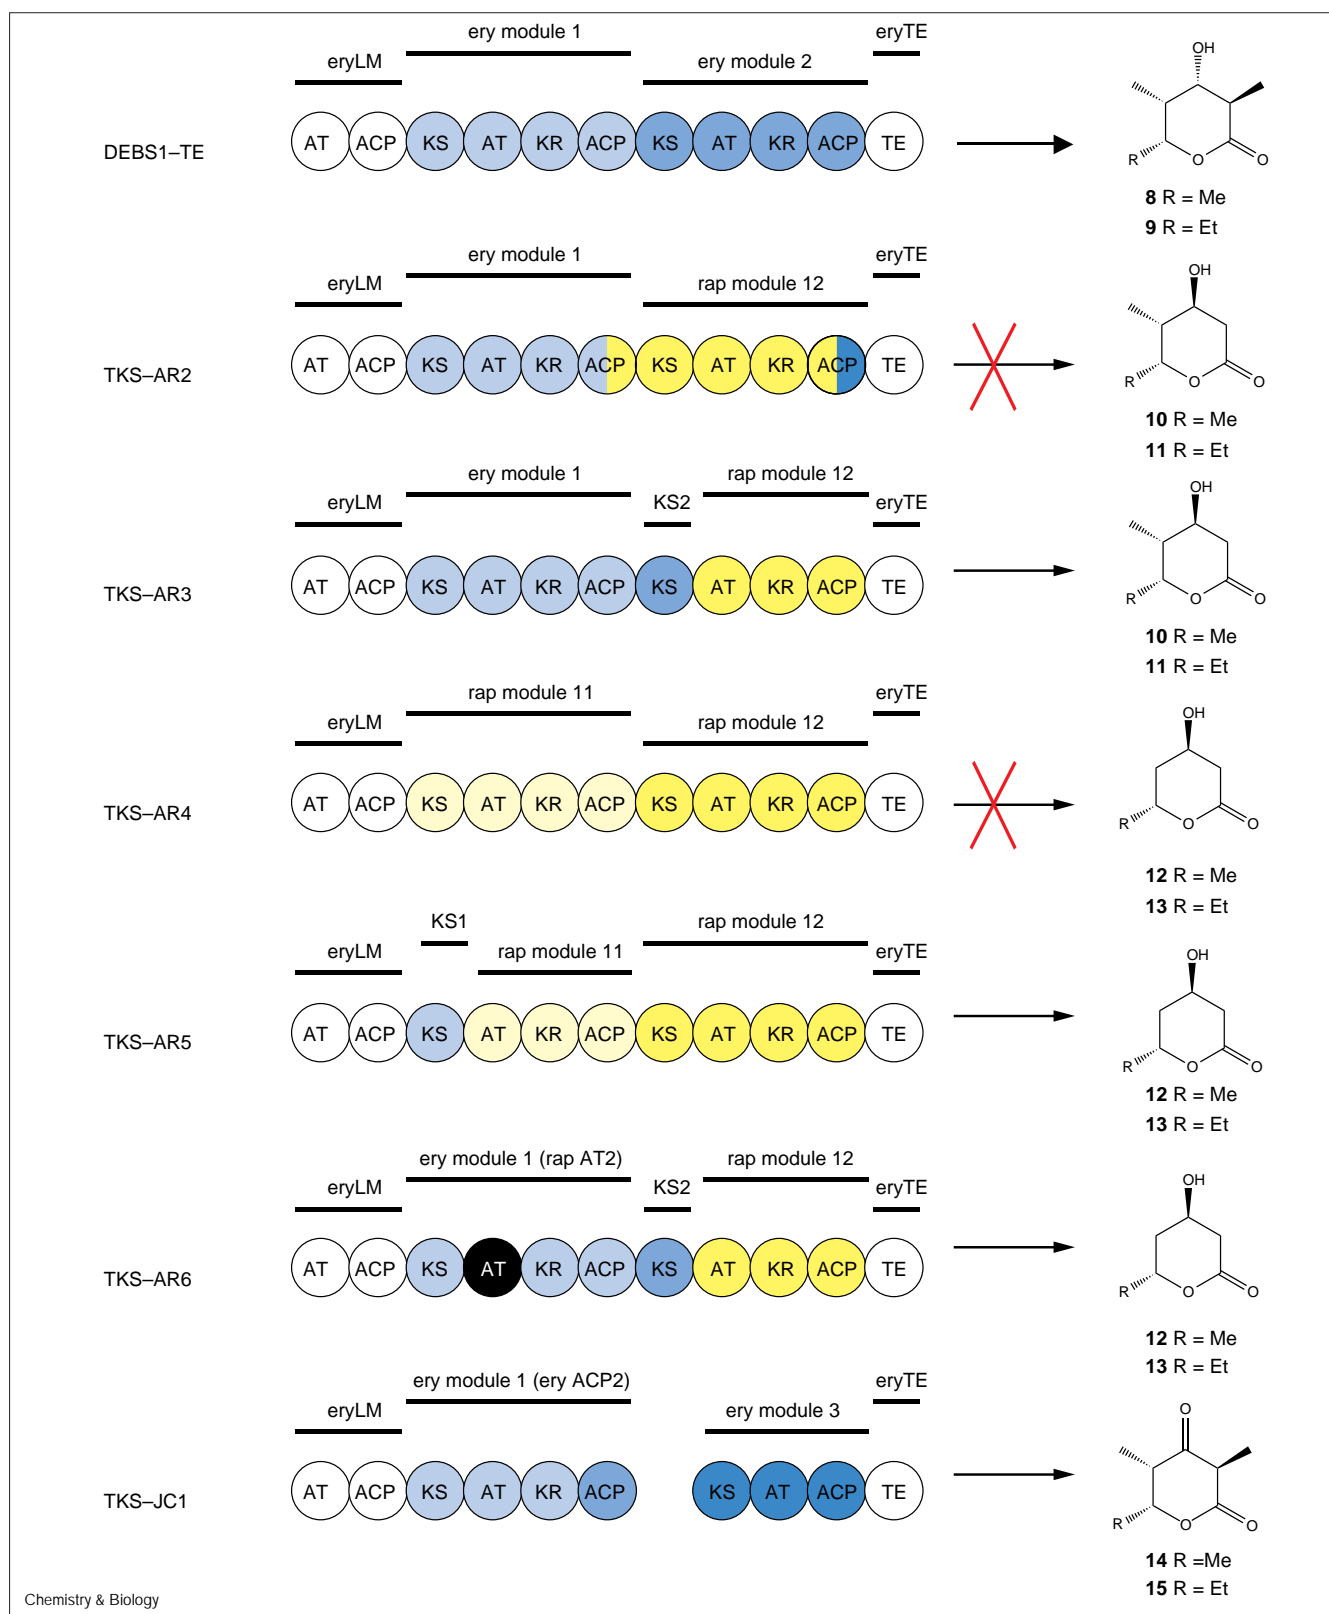 ery module 1 eryTE
eryLM ery module 2
DEBS1–TE AT ACP KS AT KR ACP KS AT KR ACP TE
OH
R O O
8 R = Me
9 R = Et
ery module 1 eryTE
eryLM rap module 12
TKS–AR2 AT ACP KS AT KR ACP KS AT KR ACP TE
OH
R O O
10 R = Me
11 R = Et
ery module 1 rap module 12
eryLM KS2 eryTE
TKS–AR3 AT ACP KS AT KR ACP KS AT KR ACP TE
OH
R O O
10 R = Me
11 R = Et
rap module 11 eryTE
eryLM rap module 12
TKS–AR4 AT ACP KS AT KR ACP KS AT KR ACP TE
OH
R O O
12 R = Me
13 R = Et
KS1 rap module 12
eryLM rap module 11 eryTE
TKS–AR5 AT ACP KS AT KR ACP KS AT KR ACP TE
OH
R O O
12 R = Me
13 R = Et
ery module 1 (rap AT2) rap module 12
eryLM KS2 eryTE
TKS–AR6 AT ACP KS AT KR ACP KS AT KR ACP TE
OH
R O O
12 R = Me
13 R = Et
ery module 1 (ery ACP2) eryTE
eryLM ery module 3
TKS–JC1 AT ACP KS AT KR ACP KS AT ACP TE
O
R O O
14 R =Me
15 R = Et
Chemistry & Biology